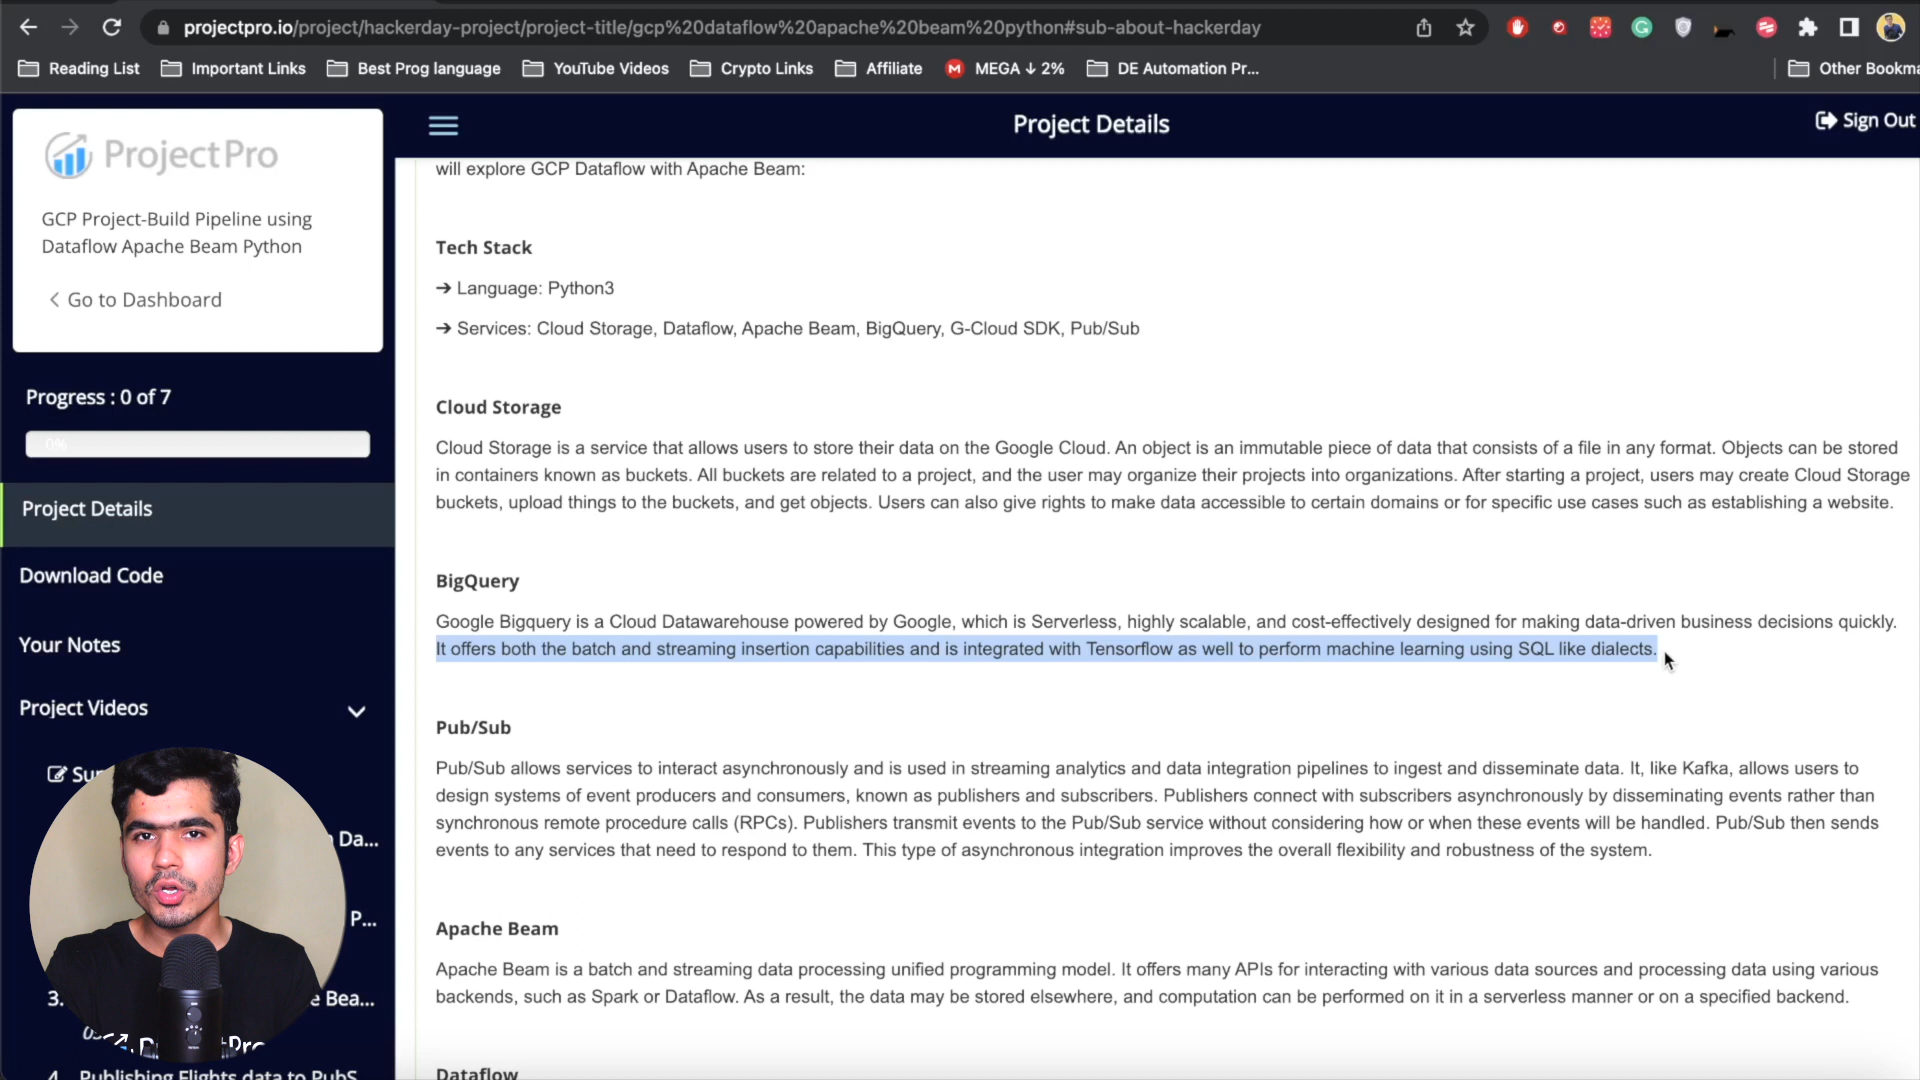 projectpro.io/project/hackerday-project/project-title/gcp%20dataflow%20apache%20beam%20python#sub-about-hackerday
Reading List
Important Links
Best Prog language
YouTube Videos
Crypto Links
Affiliate
MEGA ↓ 2%
DE Automation Pr...
Other Bookma
ProjectPro
GCP Project-Build Pipeline using
Dataflow Apache Beam Python
< Go to Dashboard
Progress : 0 of 7
0%
Project Details
Download Code
Your Notes
Project Videos
Da...
P...
3.
e Bea...
4.
Publishing Flights data to PubS
Project Details
Sign Out
will explore GCP Dataflow with Apache Beam:
Tech Stack
➔ Language: Python3
➔ Services: Cloud Storage, Dataflow, Apache Beam, BigQuery, G-Cloud SDK, Pub/Sub
Cloud Storage
Cloud Storage is a service that allows users to store their data on the Google Cloud. An object is an immutable piece of data that consists of a file in any format. Objects can be stored
in containers known as buckets. All buckets are related to a project, and the user may organize their projects into organizations. After starting a project, users may create Cloud Storage
buckets, upload things to the buckets, and get objects. Users can also give rights to make data accessible to certain domains or for specific use cases such as establishing a website.
BigQuery
Google Bigquery is a Cloud Datawarehouse powered by Google, which is Serverless, highly scalable, and cost-effectively designed for making data-driven business decisions quickly.
It offers both the batch and streaming insertion capabilities and is integrated with Tensorflow as well to perform machine learning using SQL like dialects.
Pub/Sub
Pub/Sub allows services to interact asynchronously and is used in streaming analytics and data integration pipelines to ingest and disseminate data. It, like Kafka, allows users to
design systems of event producers and consumers, known as publishers and subscribers. Publishers connect with subscribers asynchronously by disseminating events rather than
synchronous remote procedure calls (RPCs). Publishers transmit events to the Pub/Sub service without considering how or when these events will be handled. Pub/Sub then sends
events to any services that need to respond to them. This type of asynchronous integration improves the overall flexibility and robustness of the system.
Apache Beam
Apache Beam is a batch and streaming data processing unified programming model. It offers many APIs for interacting with various data sources and processing data using various
backends, such as Spark or Dataflow. As a result, the data may be stored elsewhere, and computation can be performed on it in a serverless manner or on a specified backend.
Dataflow